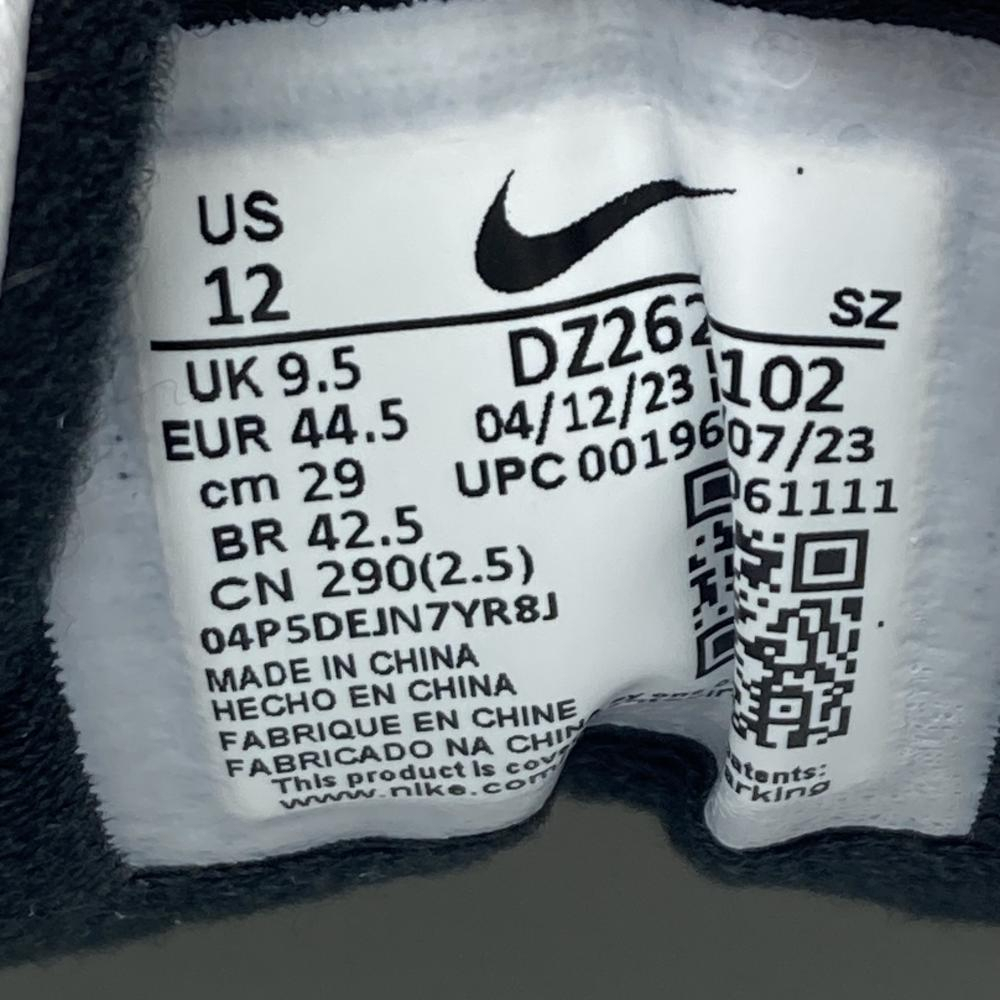 US
12
SZ
UK 9.5
DZ262 102
EUR 44.5
04/12/23 07/23
cm 29
UPC 00196 61111
BR 42.5
CN 290(2.5)
04P5DEJN7YR8J
MADE IN CHINA
HECHO EN CHINA
FABRIQUE EN CHINE
FABRICADO NA CHIN
This product is cov atents:
www.nike.com arking